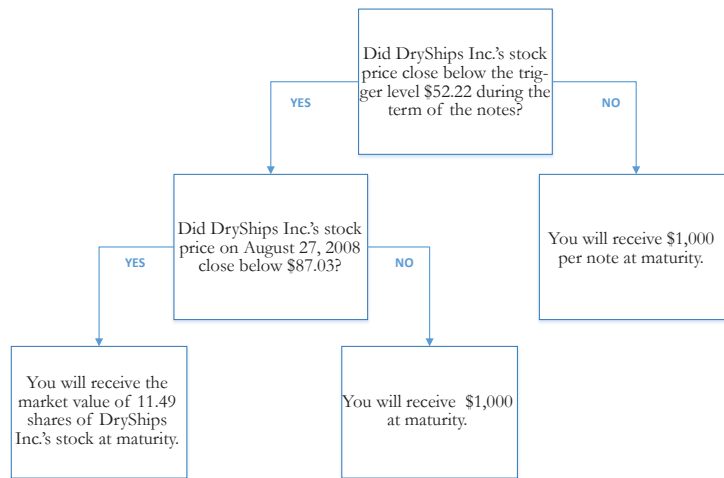 Did DryShips Inc.'s stock
price close below the trig-
ger level $52.22 during the
term of the notes?
YES
NO
Did DryShips Inc.'s stock
price on August 27, 2008
close below $87.03?
You will receive $1,000
per note at maturity.
YES
NO
You will receive the
market value of 11.49
shares of DryShips
Inc.'s stock at maturity.
You will receive $1,000
at maturity.